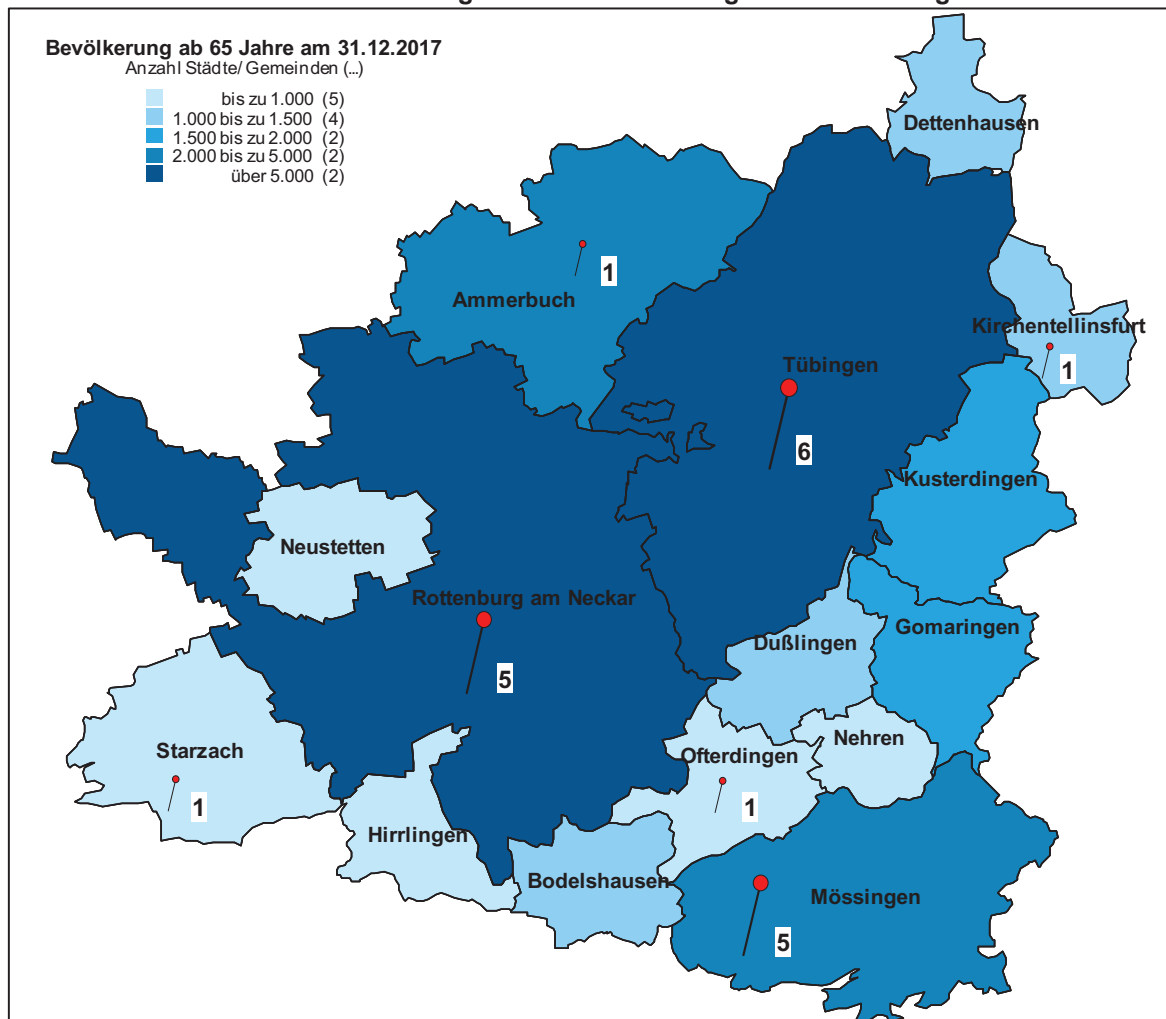 Bevölkerung ab 65 Jahre am 31.12.2017
Anzahl Städte/ Gemeinden (...)
bis zu 1.000 (5)
1.000 bis zu 1.500 (4)
1.500 bis zu 2.000 (2)
2.000 bis zu 5.000 (2)
über 5.000 (2)
Dettenhausen
1
Ammerbuch
Kirchentellinsfurt
1
Tübingen
6
Kusterdingen
Neustetten
Rottenburg am Neckar
5
Gomaringen
Dußlingen
Nehren
Starzach
1
Ofterdingen
1
Hirrlingen
Bodelshausen
Mössingen
5